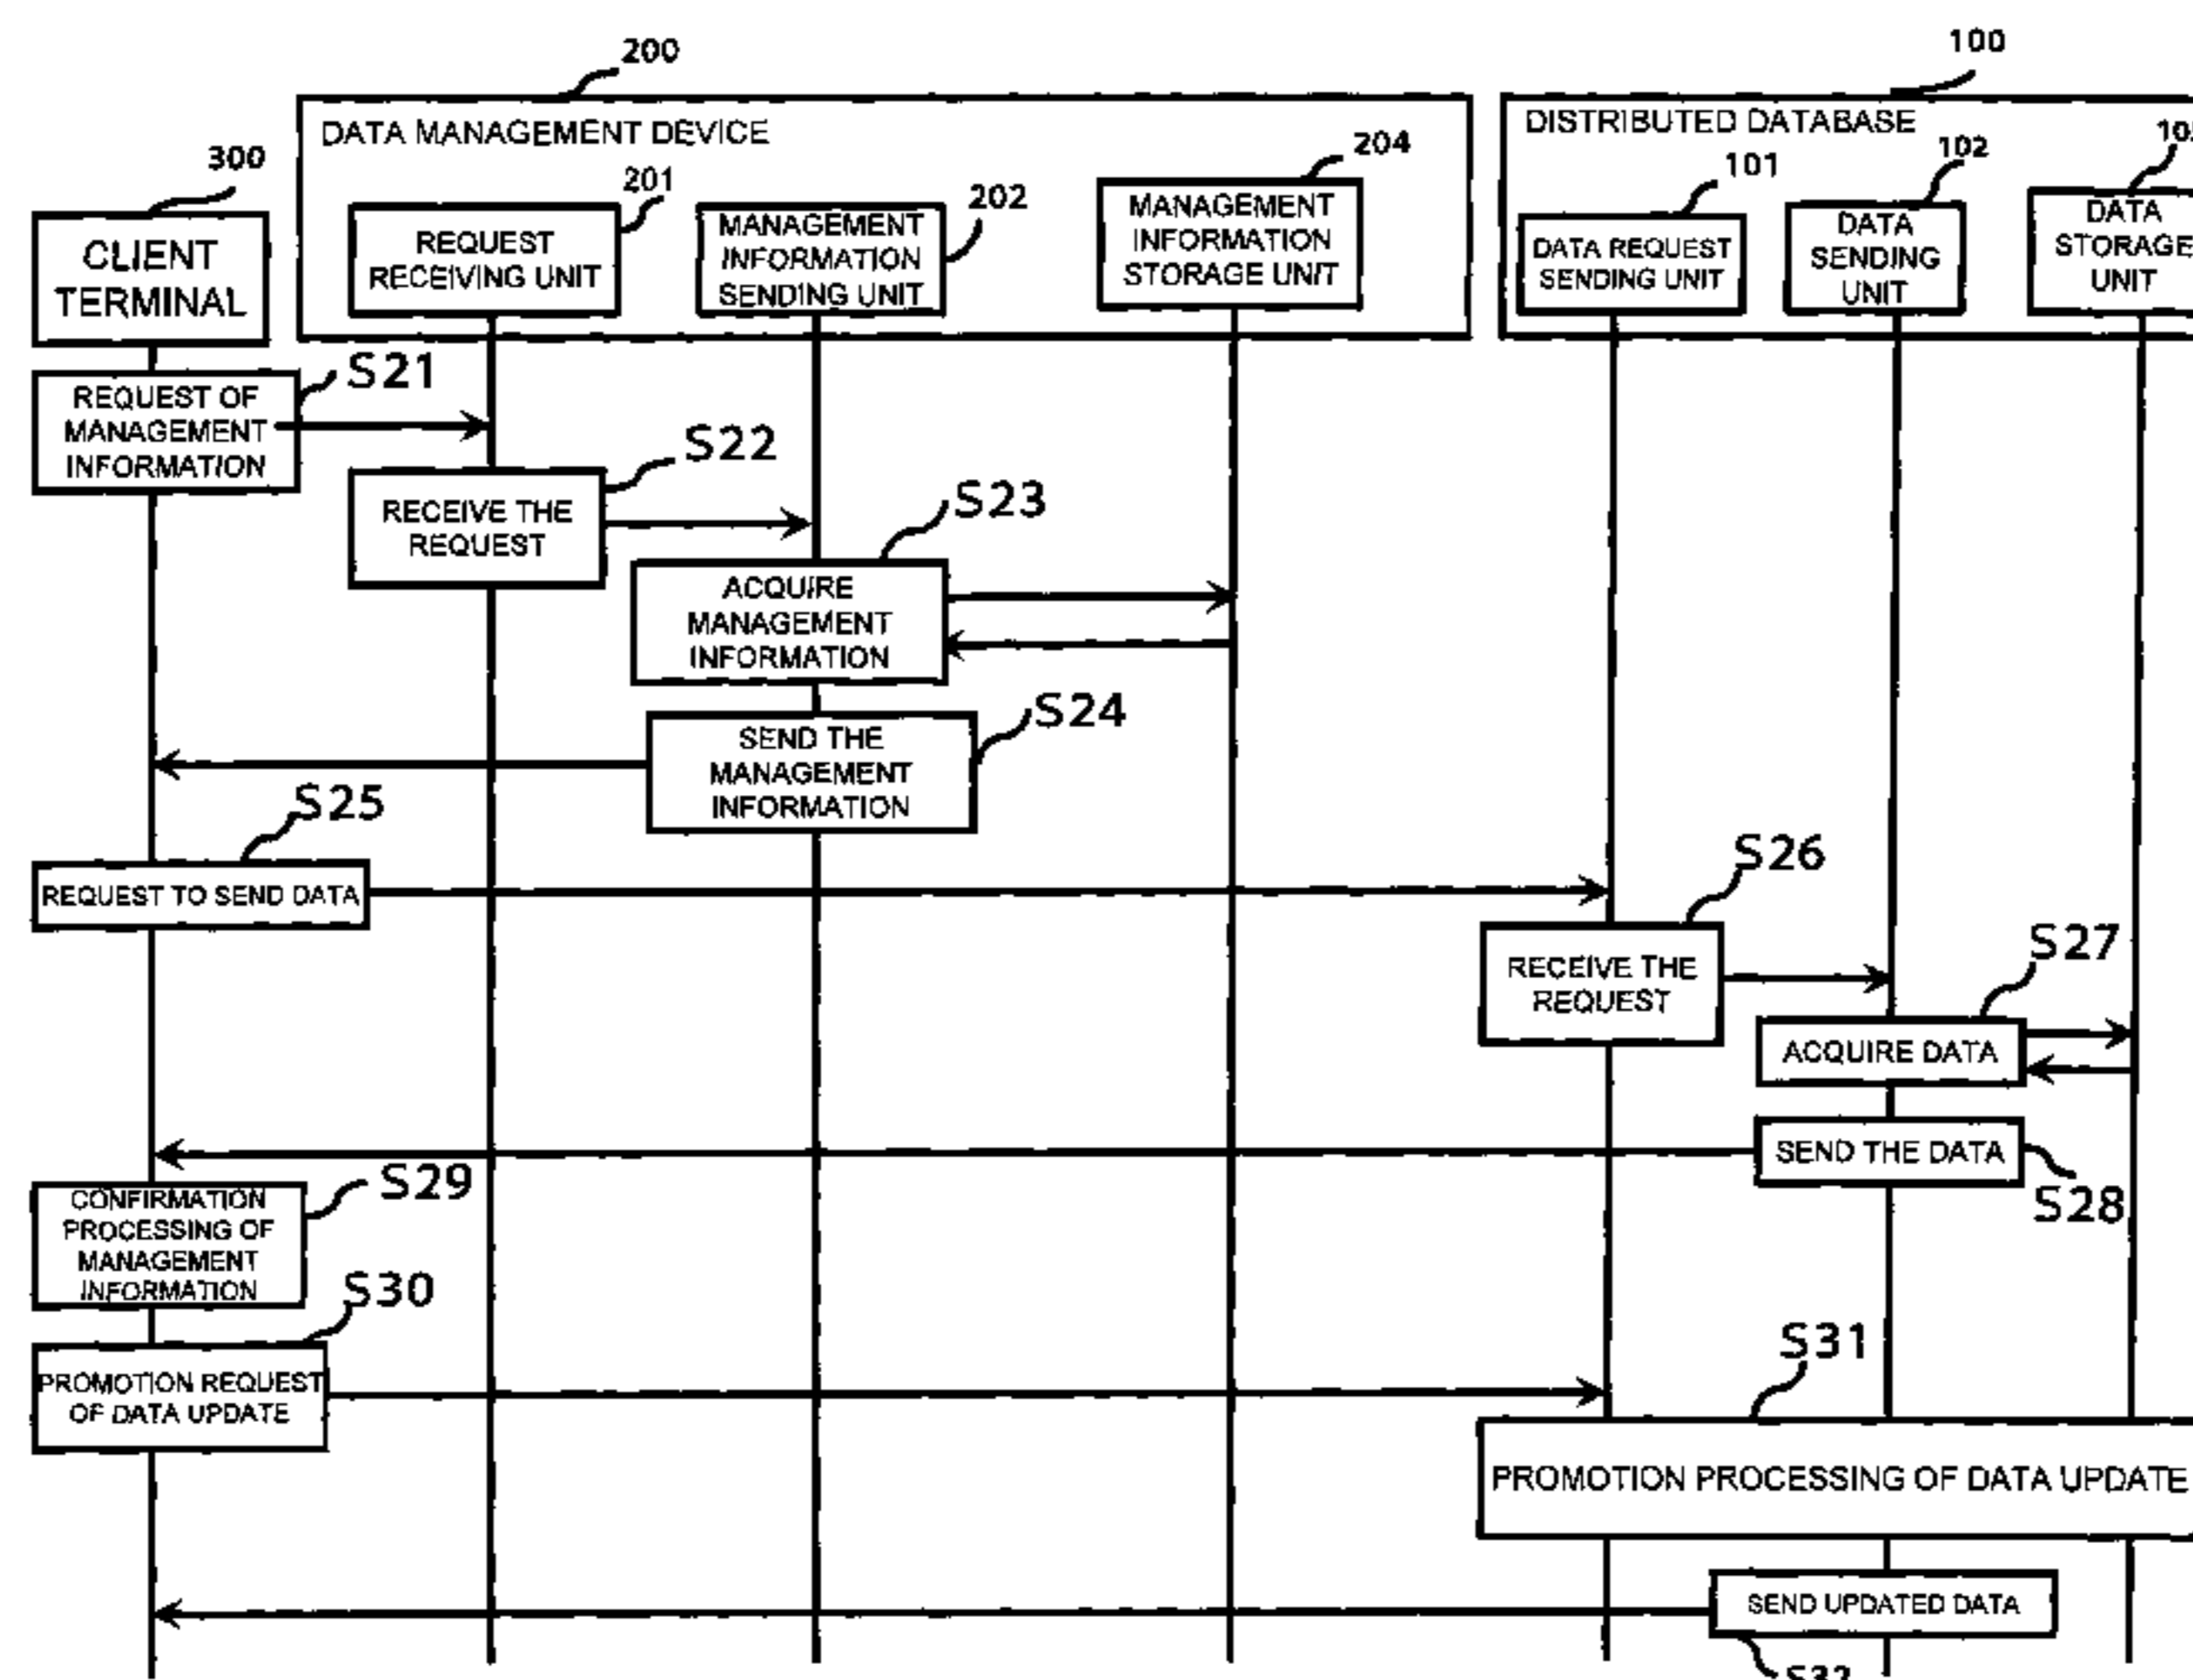 200
100
DATA MANAGEMENT DEVICE
DISTRIBUTED DATABASE
300
201
202
204
101
102
CLIENT
TERMINAL
REQUEST
RECEIVING UNIT
MANAGEMENT
INFORMATION
SENDING UNIT
MANAGEMENT
INFORMATION
STORAGE UNIT
DATA REQUEST
SENDING UNIT
DATA
SENDING
UNIT
DATA
STORAGE
UNIT
S21
REQUEST OF
MANAGEMENT
INFORMATION
S22
RECEIVE THE
REQUEST
S23
ACQUIRE
MANAGEMENT
INFORMATION
S24
SEND THE
MANAGEMENT
INFORMATION
S25
REQUEST TO SEND DATA
S26
RECEIVE THE
REQUEST
S27
ACQUIRE DATA
SEND THE DATA
S28
S29
CONFIRMATION
PROCESSING OF
MANAGEMENT
INFORMATION
S30
PROMOTION REQUEST
OF DATA UPDATE
S31
PROMOTION PROCESSING OF DATA UPDATE
SEND UPDATED DATA
S32